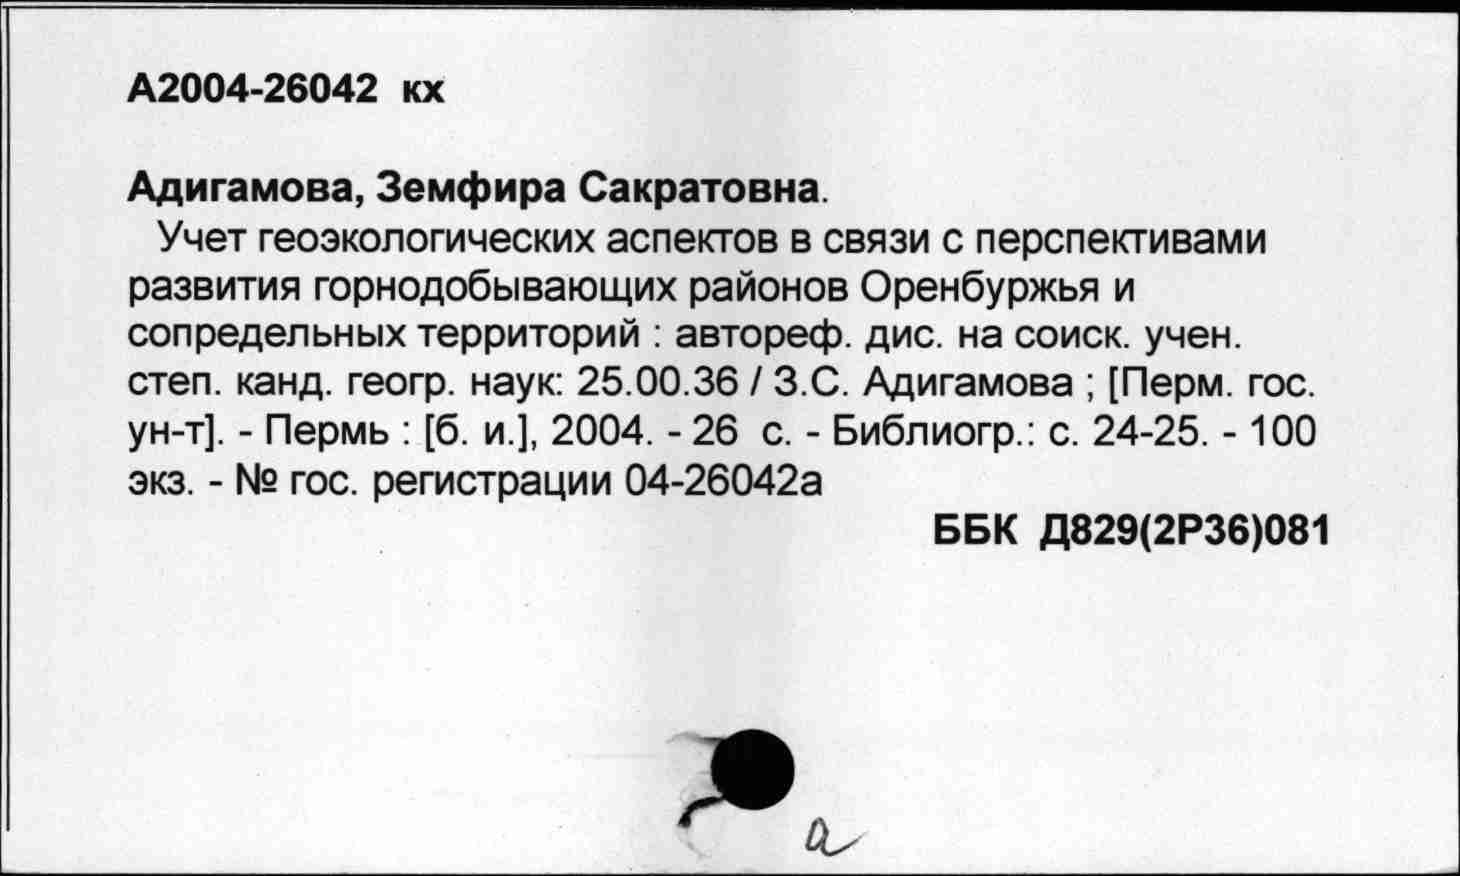 А2004-26042 кх
Адигамова, Земфира Сакратовна.
Учет геоэкологических аспектов в связи с перспективами
развития горнодобывающих районов Оренбуржья и
сопредельных территорий : автореф. дис. на соиск. учен.
степ. канд. геогр. наук: 25.00.36 / З.С. Адигамова ; [Перм. гос.
ун-т]. - Пермь : [б. и.], 2004. - 26 с. - Библиогр.: с. 24-25. - 100
экз. - № гос. регистрации 04-26042а
ББК Д829(2Р36)081
а